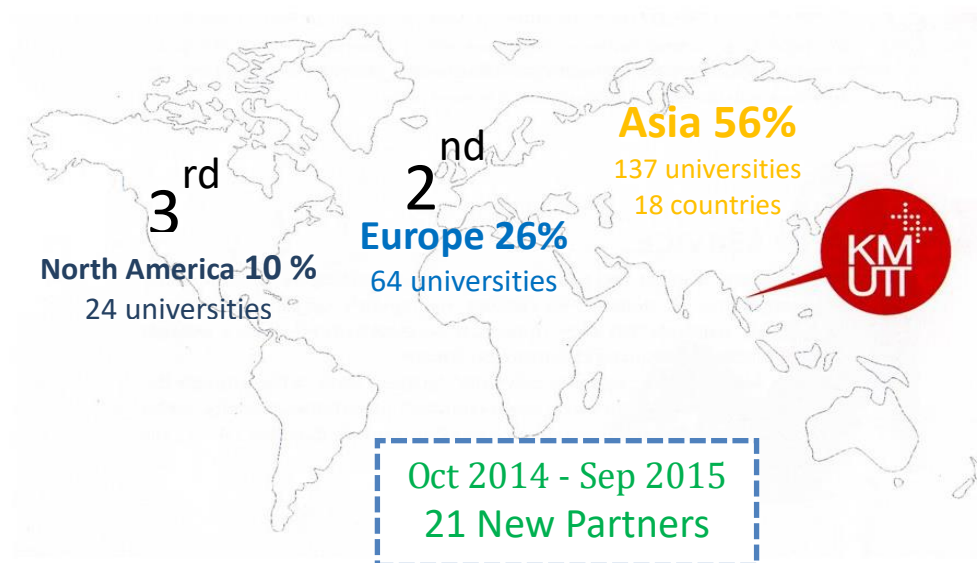 Asia 56%
137 universities
18 countries
2nd
Europe 26%
64 universities
3rd
North America 10 %
24 universities
KM
UTT
Oct 2014 - Sep 2015
21 New Partners